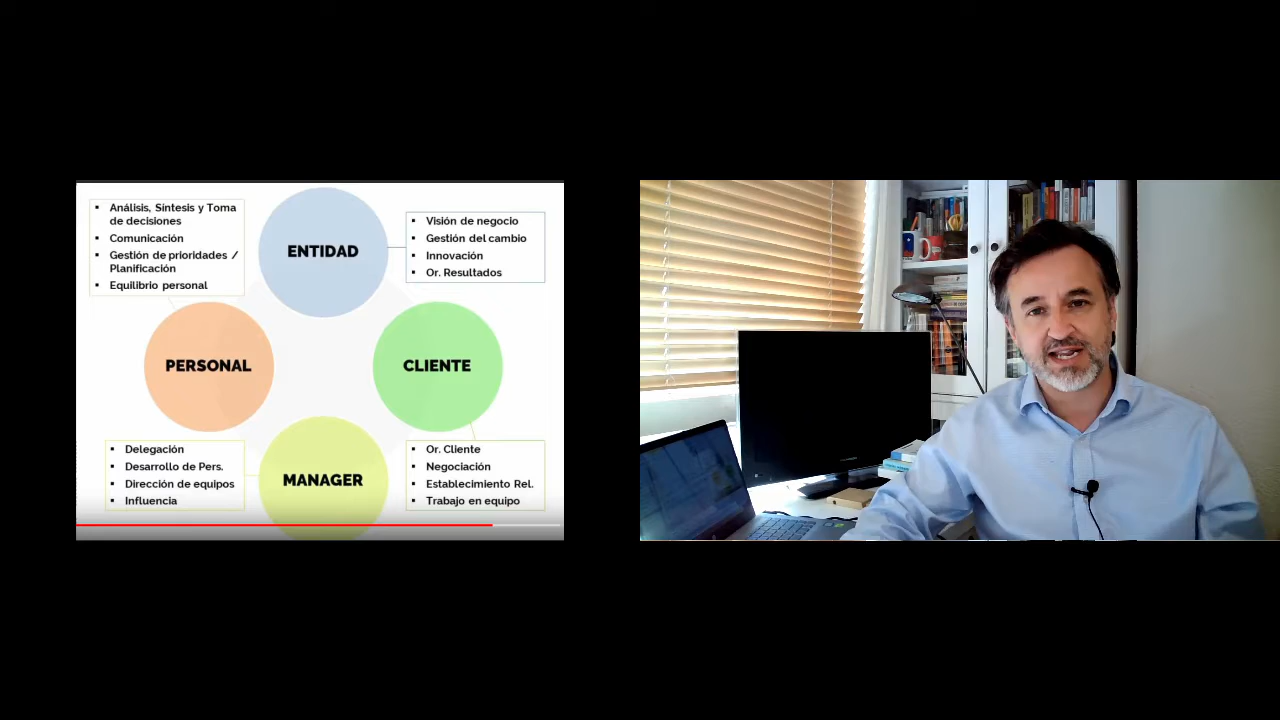 Análisis, Síntesis y Toma
de decisiones
Comunicación
Gestión de prioridades /
Planificación
Equilibrio personal
ENTIDAD
Visión de negocio
Gestión del cambio
Innovación
Or. Resultados
PERSONAL
CLIENTE
Delegación
Desarrollo de Pers.
Dirección de equipos
Influencia
MANAGER
Or. Cliente
Negociación
Establecimiento Rel.
Trabajo en equipo